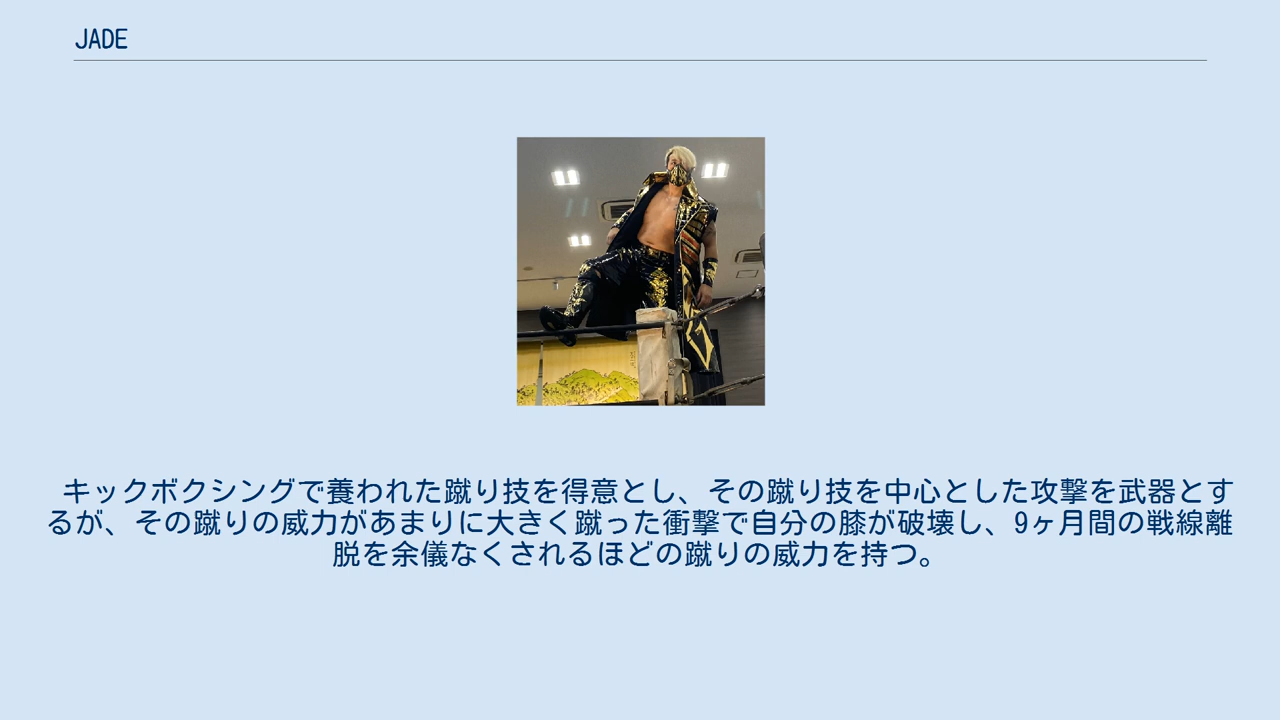 JADE
キックボクシングで養われた蹴り技を得意とし、その蹴り技を中心とした攻撃を武器とす
るが、その蹴りの威力があまりに大きく蹴った衝撃で自分の膝が破壊し、9ヶ月間の戦線離
脱を余儀なくされるほどの蹴りの威力を持つ。